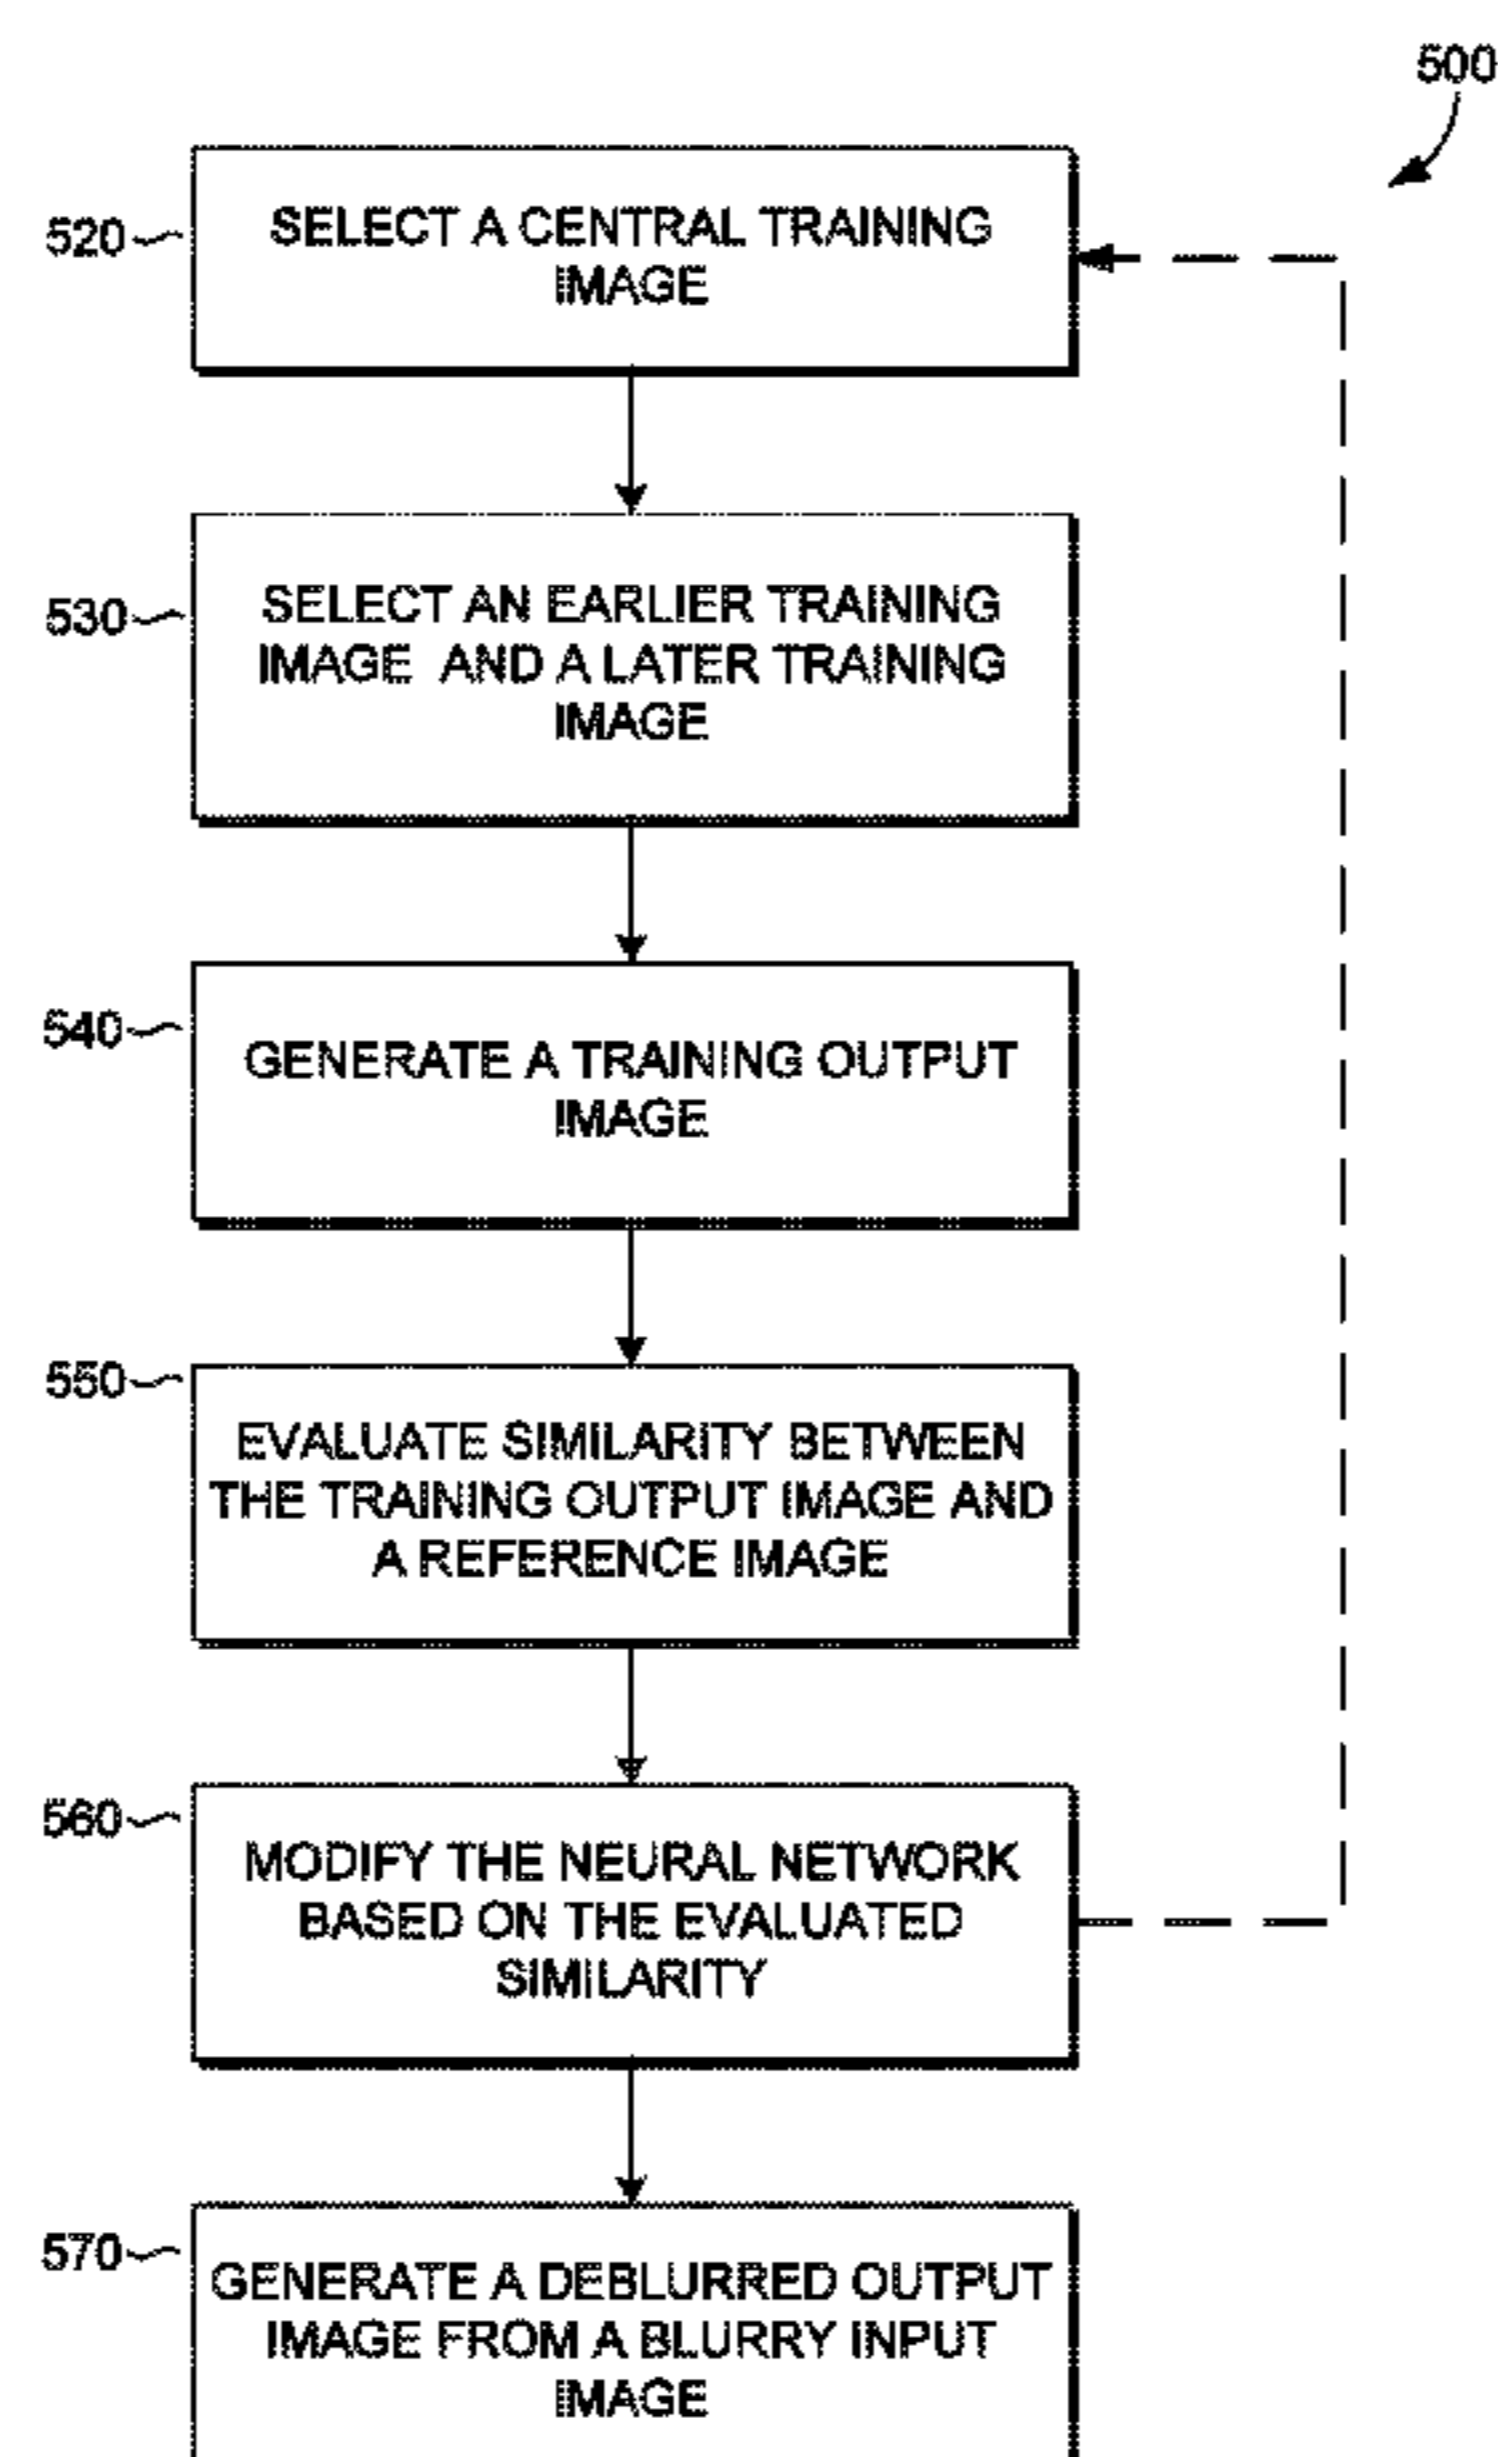 500
520
SELECT A CENTRAL TRAINING
IMAGE
530
SELECT AN EARLIER TRAINING
IMAGE AND A LATER TRAINING
IMAGE
540
GENERATE A TRAINING OUTPUT
IMAGE
550
EVALUATE SIMILARITY BETWEEN
THE TRAINING OUTPUT IMAGE AND
A REFERENCE IMAGE
560
MODIFY THE NEURAL NETWORK
BASED ON THE EVALUATED
SIMILARITY
570
GENERATE A DEBLURRED OUTPUT
IMAGE FROM A BLURRY INPUT
IMAGE